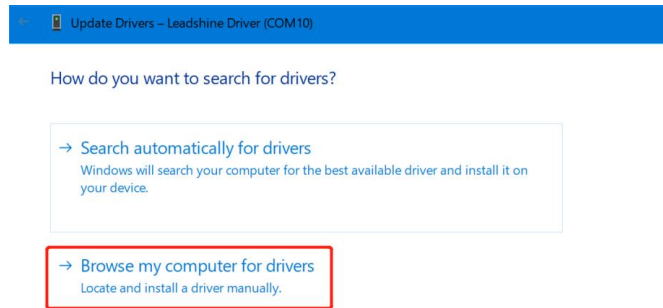 Update Drivers – Leadshine Driver (COM10)
How do you want to search for drivers?
→ Search automatically for drivers
Windows will search your computer for the best available driver and install it on
your device.
→ Browse my computer for drivers
Locate and install a driver manually.